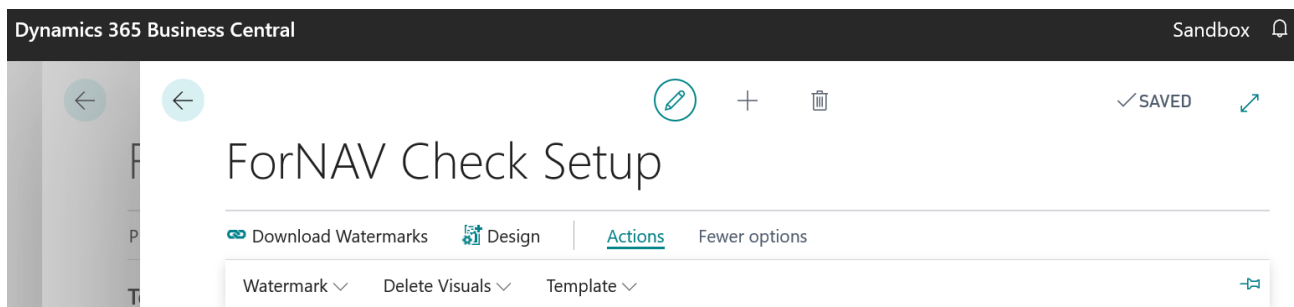 Dynamics 365 Business Central Sandbox
SAVED
ForNAV Check Setup
Download Watermarks Design Actions Fewer options
Watermark Delete Visuals Template